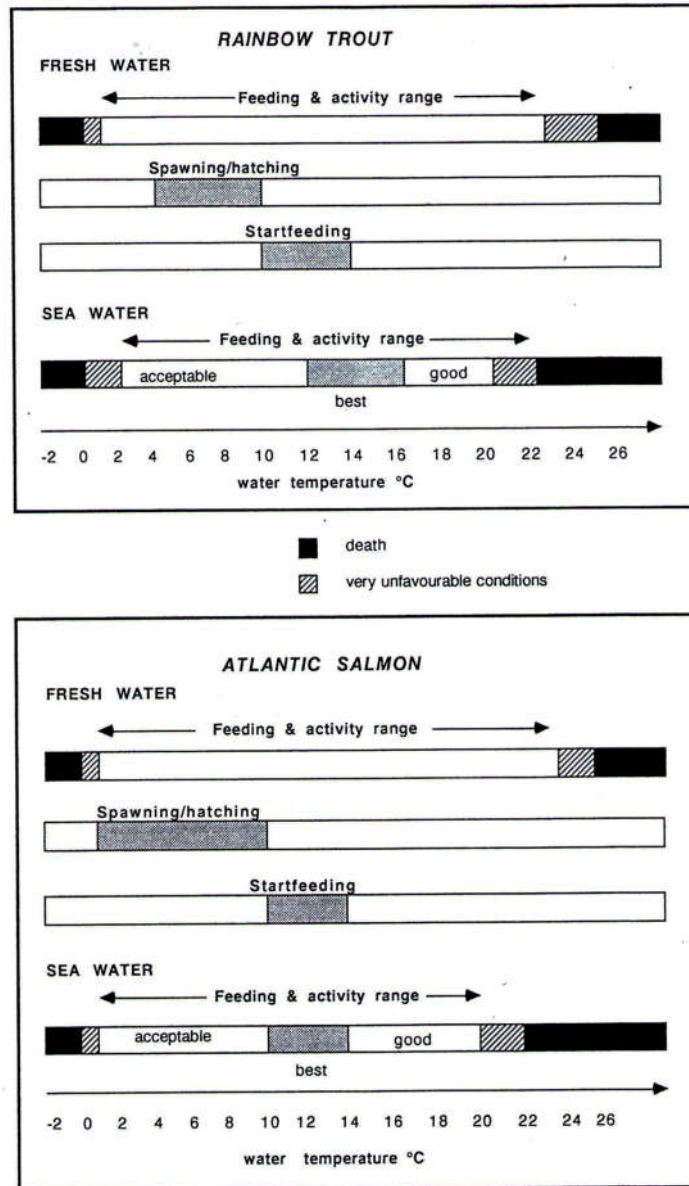 RAINBOW TROUT
FRESH WATER
Feeding & activity range
Spawning/hatching
Startfeeding
SEA WATER
Feeding & activity range
acceptable good
best
-2 0 2 4 6 8 10 12 14 16 18 20 22 24 26
water temperature °C
death
very unfavourable conditions
ATLANTIC SALMON
FRESH WATER
Feeding & activity range
Spawning/hatching
Startfeeding
SEA WATER
Feeding & activity range
acceptable good
best
-2 0 2 4 6 8 10 12 14 16 18 20 22 24 26
water temperature °C